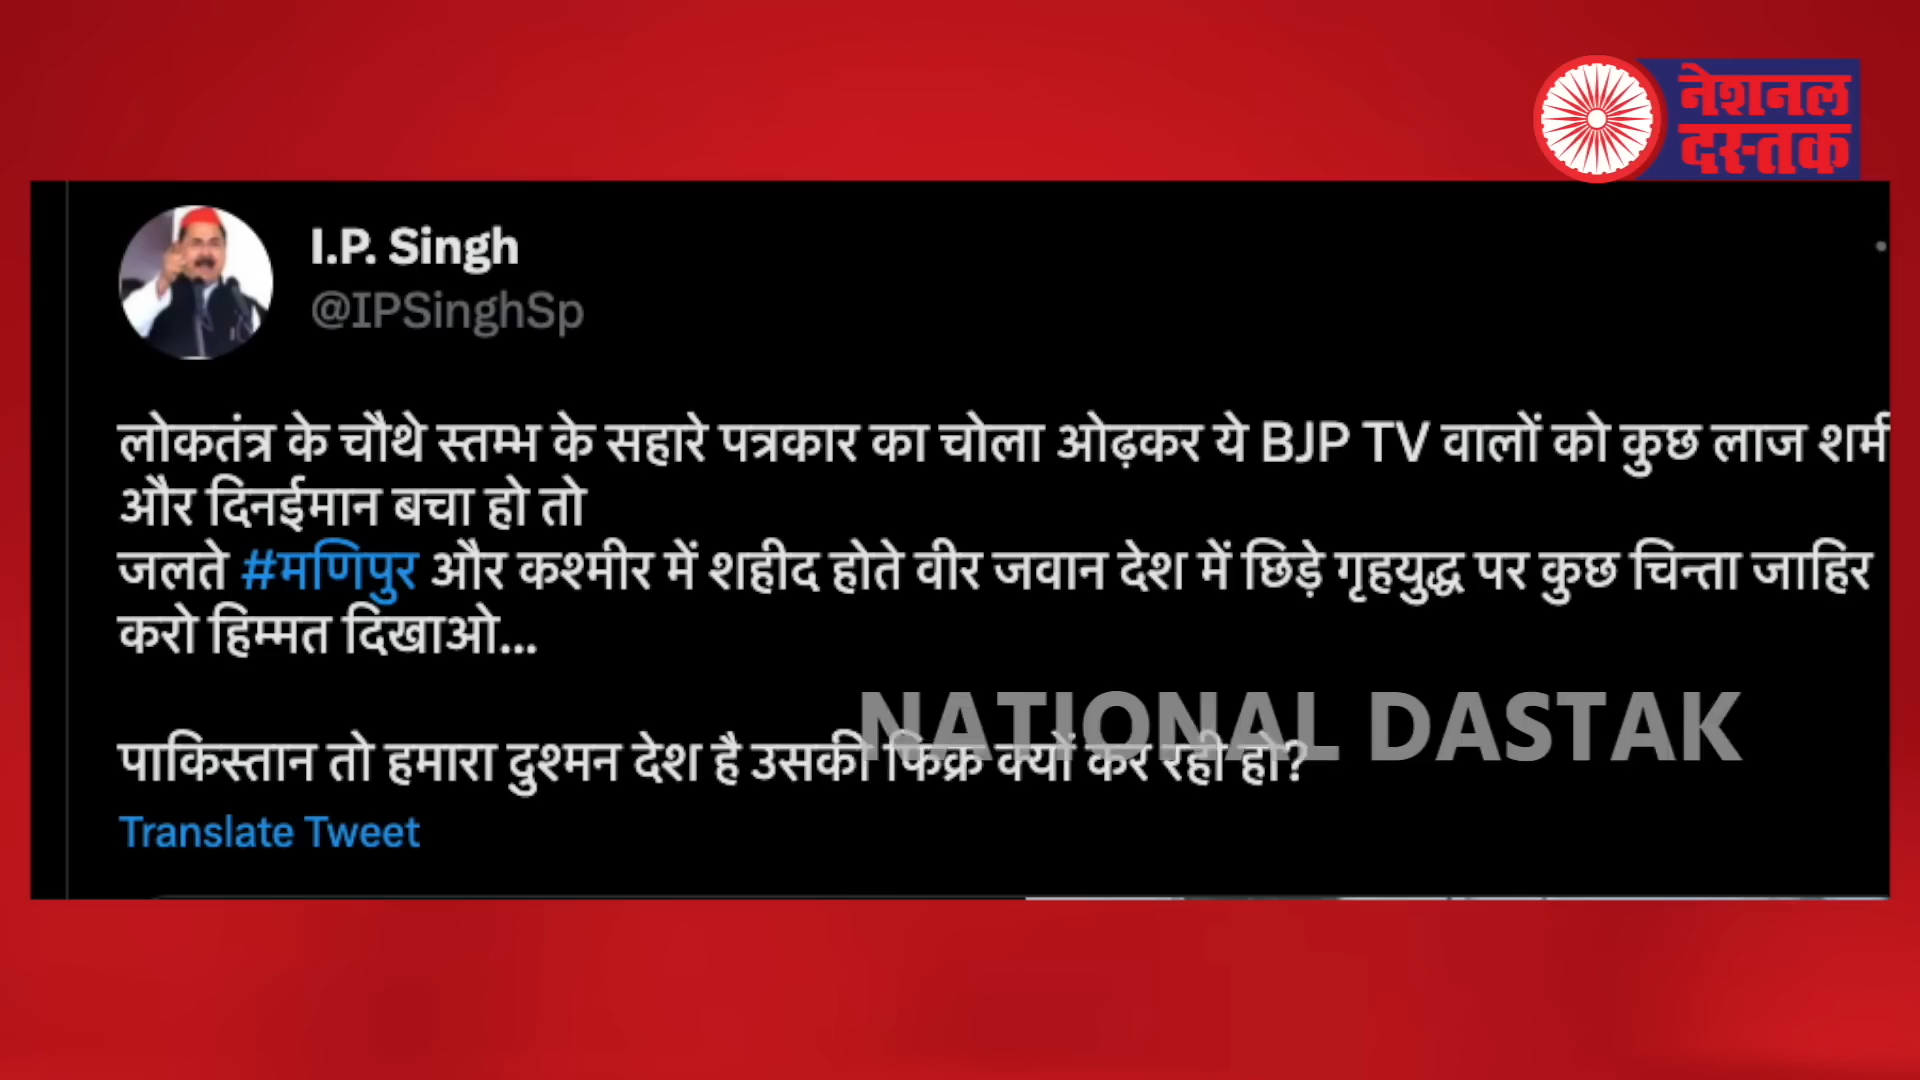 नेशनल
दस्तक
I.P. Singh
@IPSinghSp
लोकतंत्र के चौथे स्तम्भ के सहारे पत्रकार का चोला ओढ़कर ये BJP TV वालों को कुछ लाज शर्म
और दिनईमान बचा हो तो
जलते #मणिपुर और कश्मीर में शहीद होते वीर जवान देश में छिड़े गृहयुद्ध पर कुछ चिन्ता जाहिर
करो हिम्मत दिखाओ...
NATIONAL DASTAK
पाकिस्तान तो हमारा दुश्मन देश है उसकी फिक्र क्यों कर रही हो?
Translate Tweet